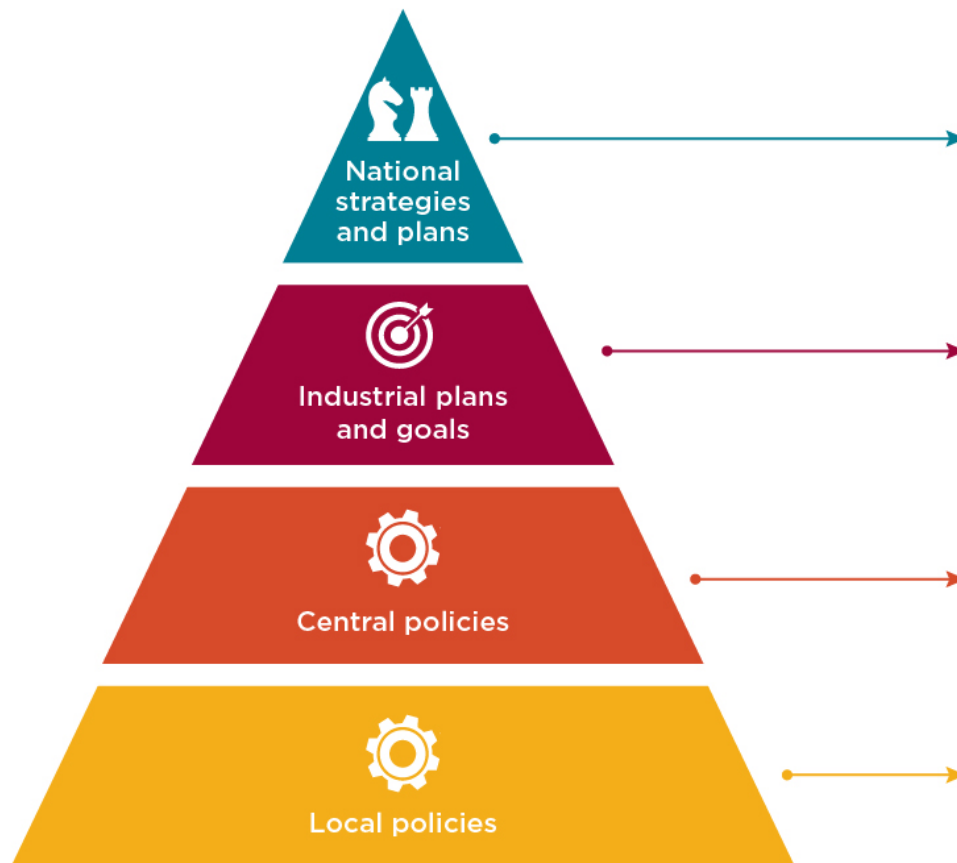 National
strategies
and plans
Industrial plans
and goals
Central policies
Local policies